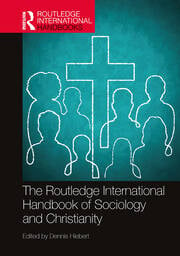 ROUTLEDGE
INTERNATIONAL
HANDBOOKS
The Routledge International
Handbook of Sociology
and Christianity
Edited by Dennis Hiebert